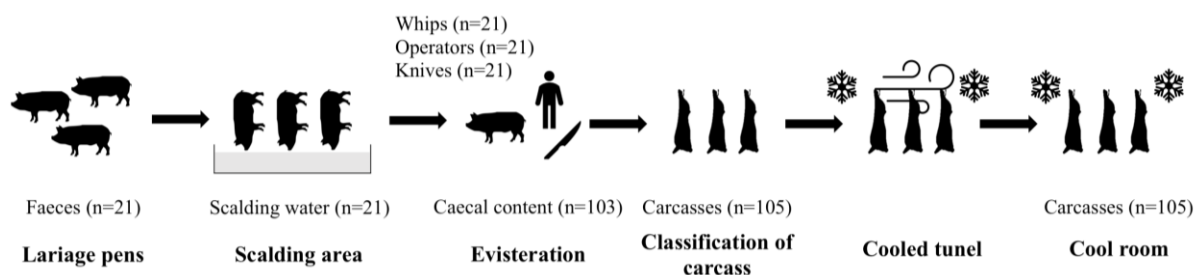 Whips (n=21)
Operators (n=21)
Knives (n=21)
Faeces (n=21)
Scalding water (n=21)
Caecal content (n=103)
Carcasses (n=105)
Carcasses (n=105)
Lariage pens
Scalding area
Evisteration
Classification of
carcass
Cooled tunel
Cool room